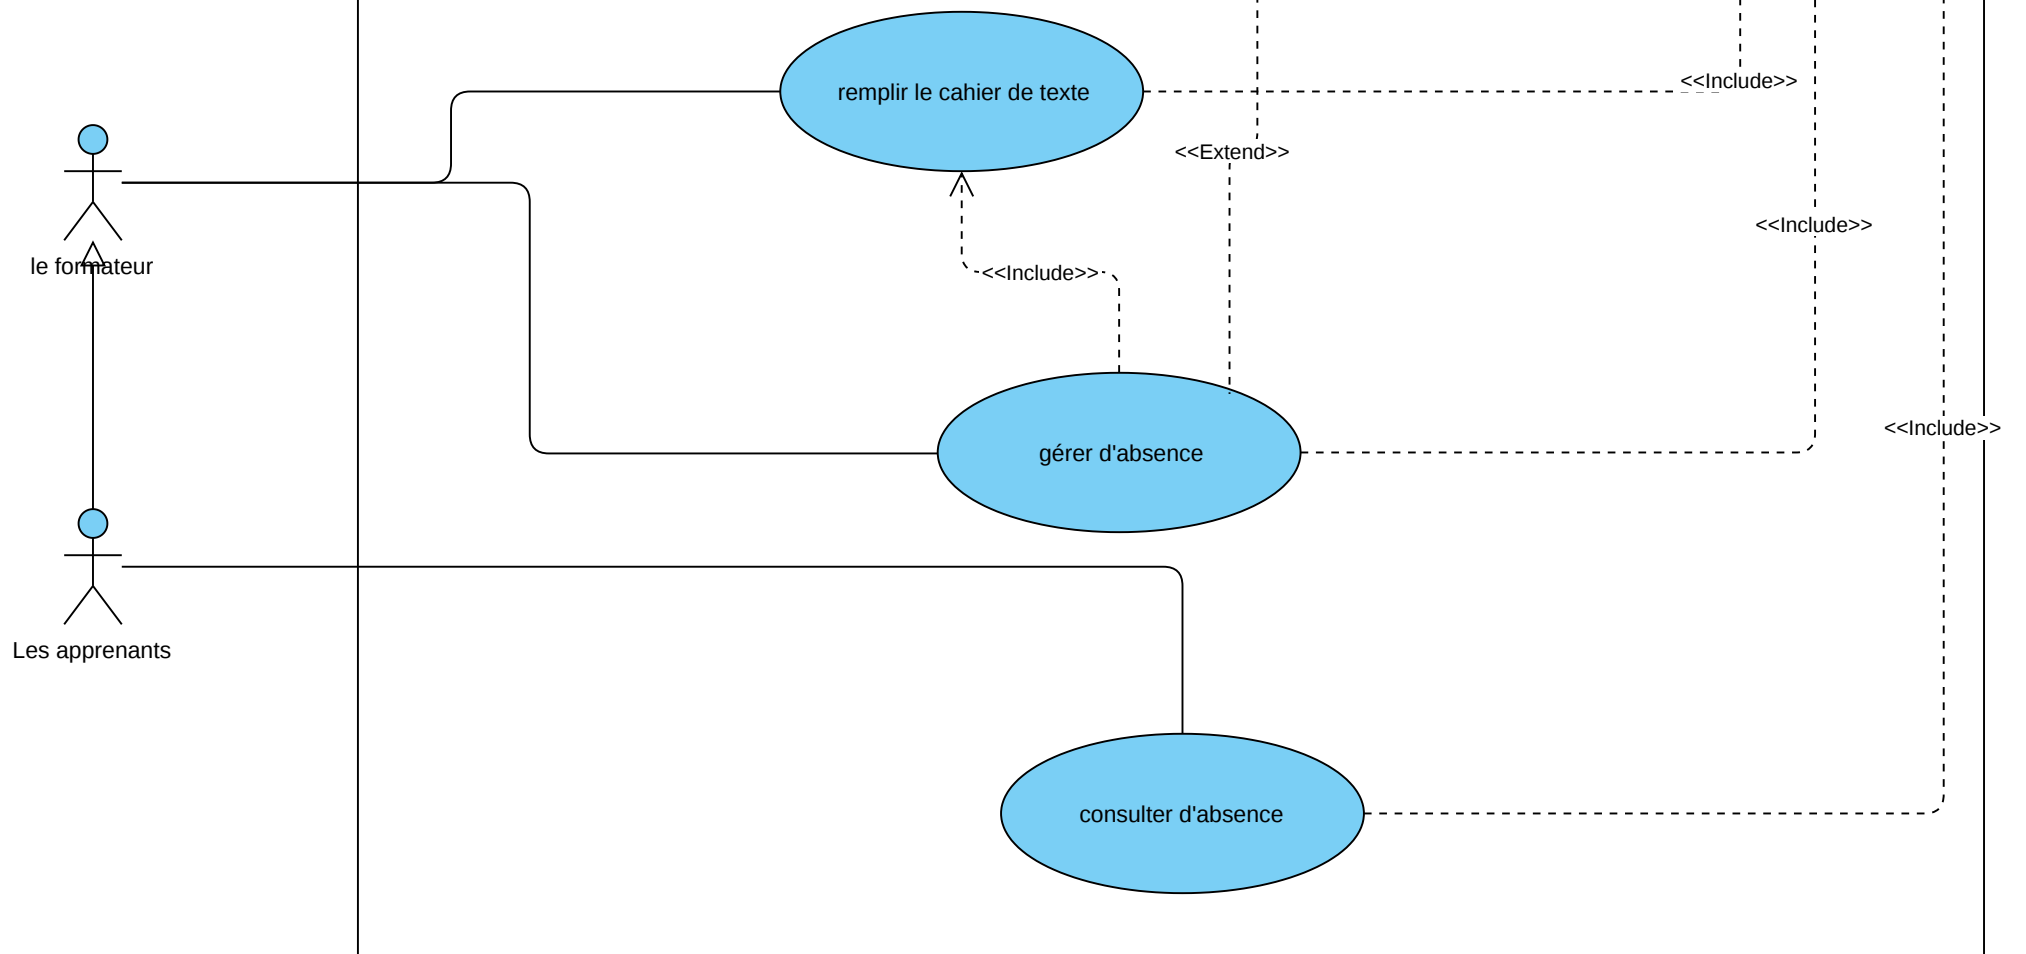 remplir le cahier de texte
<<Include>>
<<Extend>>
<<Include>>
le formateur
<<Include>>
<<Include>>
gérer d'absence
Les apprenants
consulter d'absence